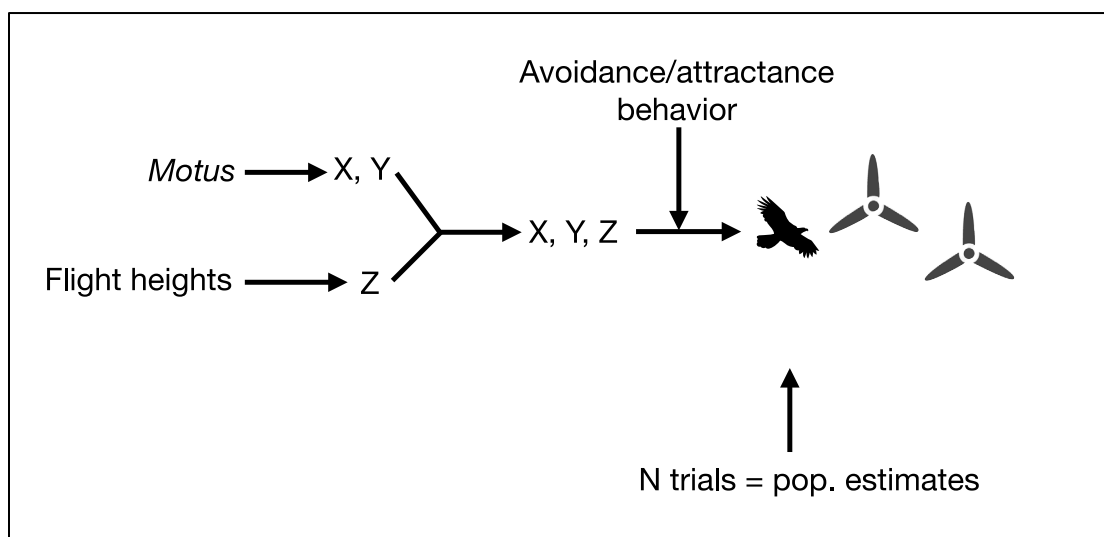 Avoidance/attractance
behavior
Motus
X, Y
X, Y, Z
Flight heights
Z
N trials = pop. estimates